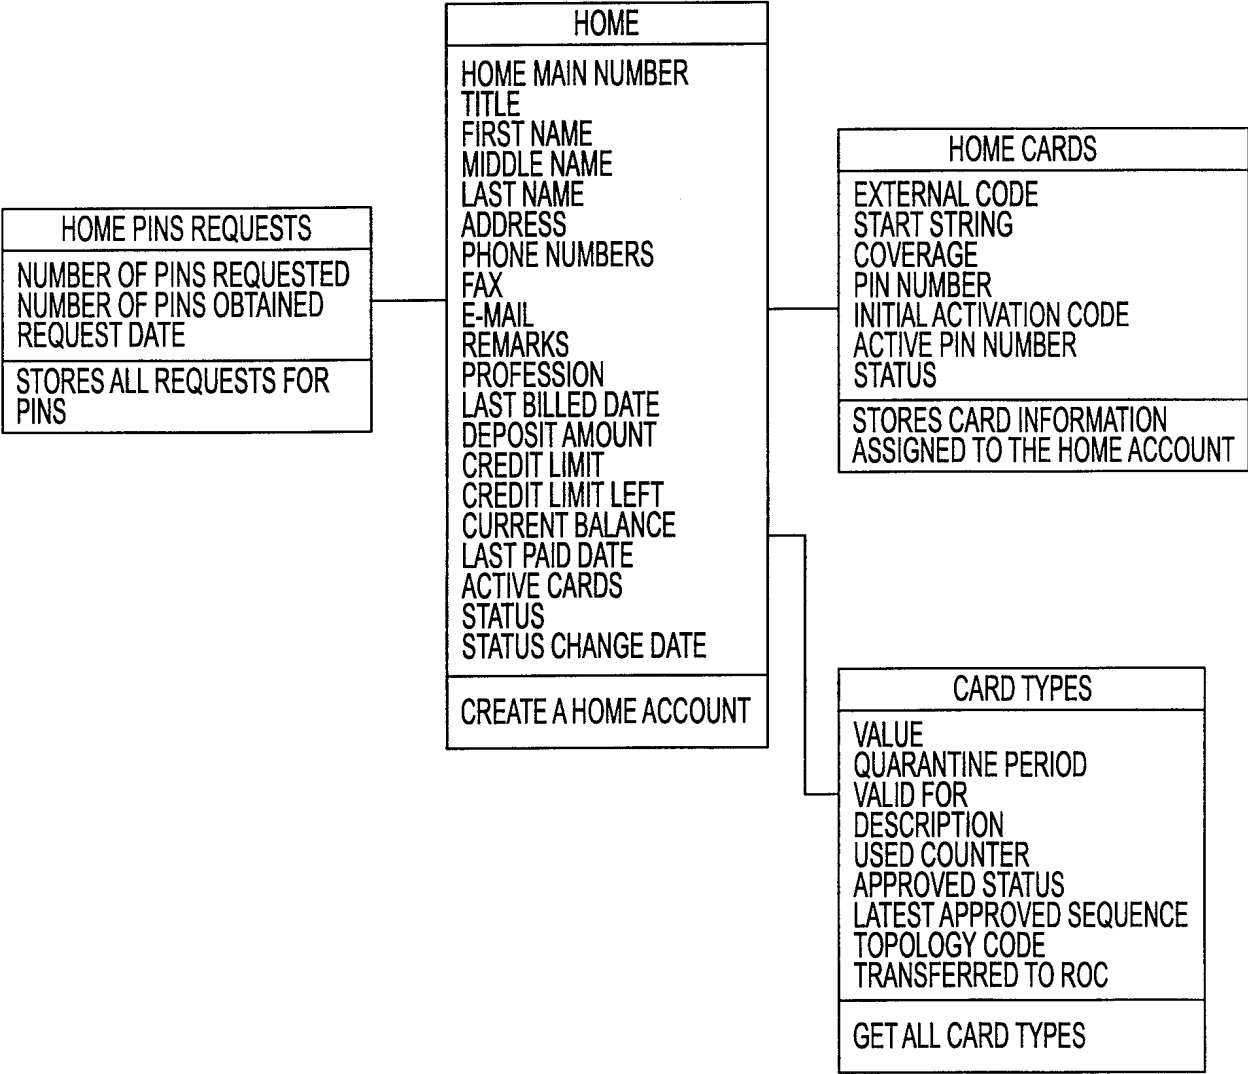 HOME
HOME MAIN NUMBER
TITLE
FIRST NAME
MIDDLE NAME
LAST NAME
ADDRESS
PHONE NUMBERS
FAX
E-MAIL
REMARKS
PROFESSION
LAST BILLED DATE
DEPOSIT AMOUNT
CREDIT LIMIT
CREDIT LIMIT LEFT
CURRENT BALANCE
LAST PAID DATE
ACTIVE CARDS
STATUS
STATUS CHANGE DATE
CREATE A HOME ACCOUNT
HOME PINS REQUESTS
NUMBER OF PINS REQUESTED
NUMBER OF PINS OBTAINED
REQUEST DATE
STORES ALL REQUESTS FOR
PINS
HOME CARDS
EXTERNAL CODE
START STRING
COVERAGE
PIN NUMBER
INITIAL ACTIVATION CODE
ACTIVE PIN NUMBER
STATUS
STORES CARD INFORMATION
ASSIGNED TO THE HOME ACCOUNT
CARD TYPES
VALUE
QUARANTINE PERIOD
VALID FOR
DESCRIPTION
USED COUNTER
APPROVED STATUS
LATEST APPROVED SEQUENCE
TOPOLOGY CODE
TRANSFERRED TO ROC
GET ALL CARD TYPES